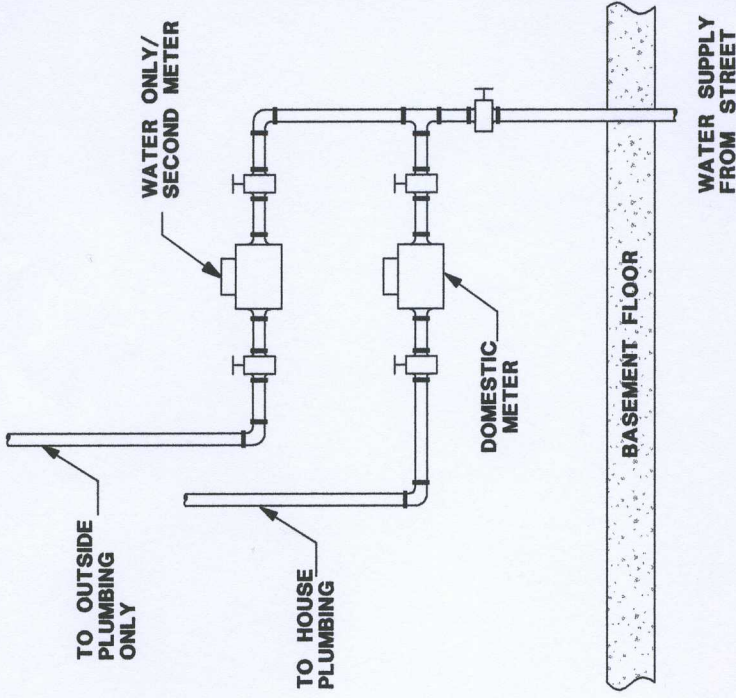 WATER ONLY/
SECOND METER
TO OUTSIDE
PLUMBING
ONLY
DOMESTIC
METER
TO HOUSE
PLUMBING
BASEMENT FLOOR
WATER SUPPLY
FROM STREET